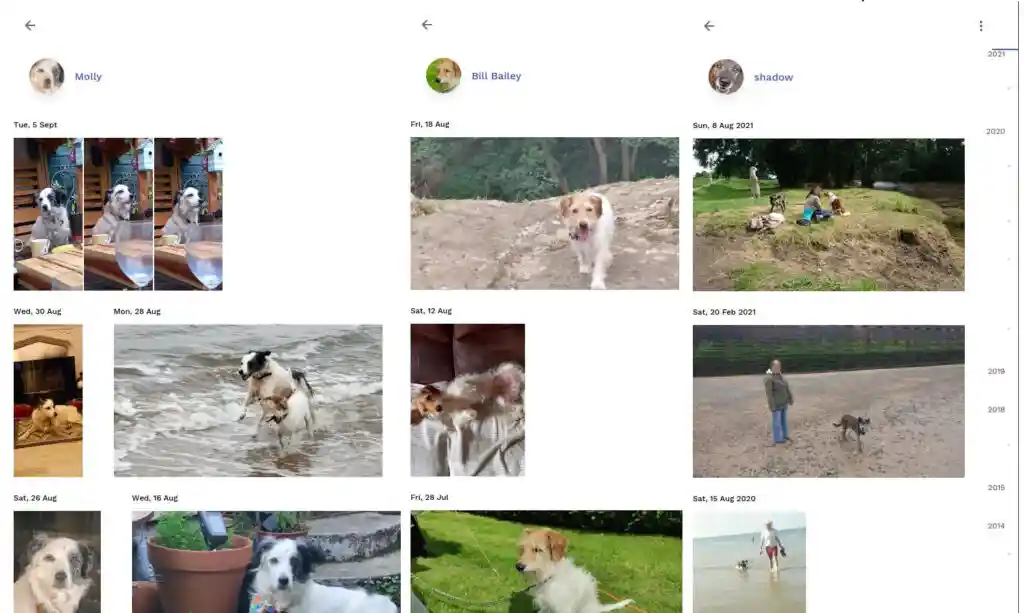 Molly
Tue, 5 Sept
Wed, 30 Aug
Mon, 28 Aug
Sat, 26 Aug
Wed, 16 Aug
Bill Bailey
Fri, 18 Aug
Sat, 12 Aug
Fri, 28 Jul
shadow
Sun, 8 Aug 2021
Sat, 20 Feb 2021
Sat, 15 Aug 2020
2021
2020
2019
2018
2015
2014